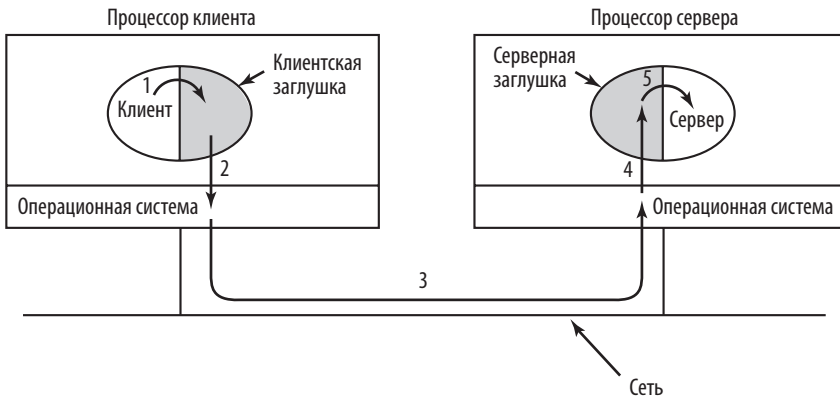 Процессор клиента
Процессор сервера
Клиентская
заглушка
Серверная
заглушка
1
Клиент
5
Сервер
2
4
Операционная система
Операционная система
3
Сеть